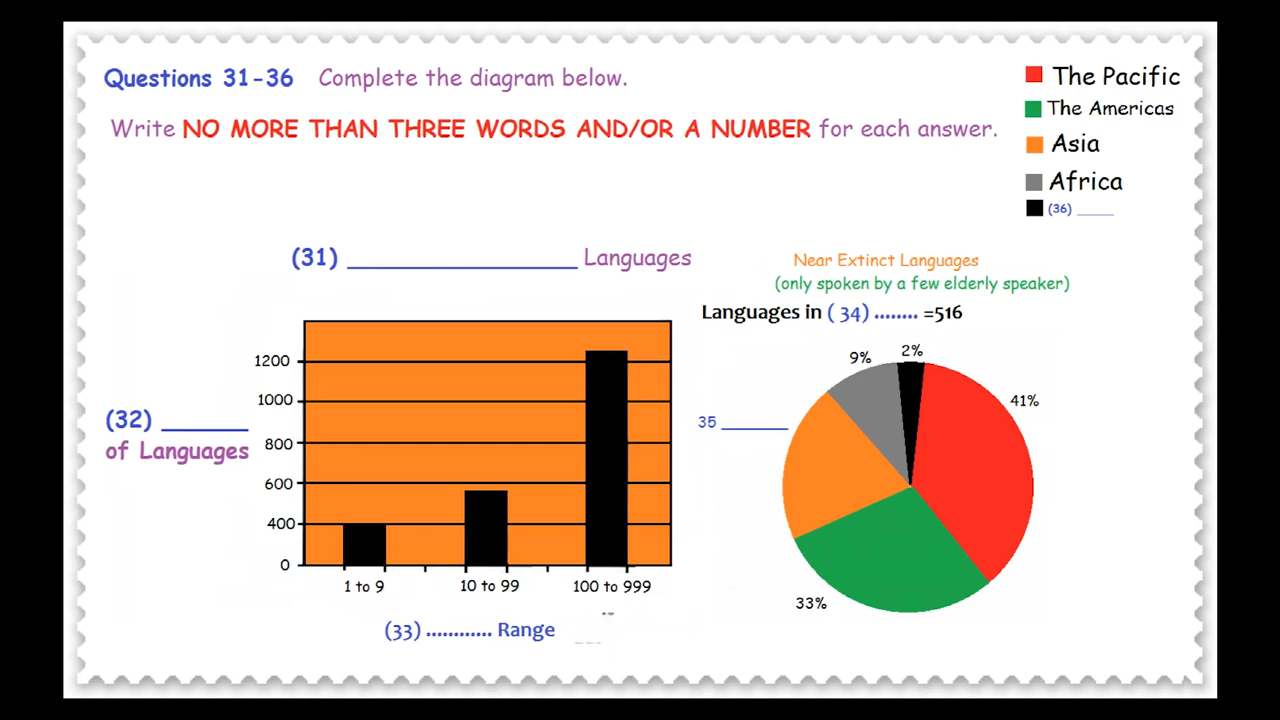 Questions 31-36 Complete the diagram below.
Write NO MORE THAN THREE WORDS AND/OR A NUMBER for each answer.
The Pacific
The Americas
Asia
Africa
(36) _____
(31) __________________ Languages
(32) _______
of Languages
1200
1000
800
600
400
0
1 to 9 10 to 99 100 to 999
(33) ............ Range
Near Extinct Languages
(only spoken by a few elderly speaker)
Languages in ( 34) ........ =516
35 _________
9% 2%
41%
33%